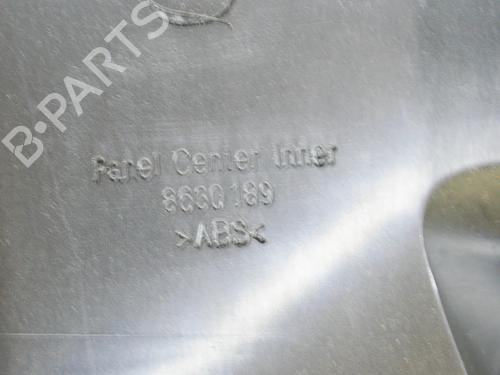 B-PARTS
Panel Center Inner
8630189
>ABS<